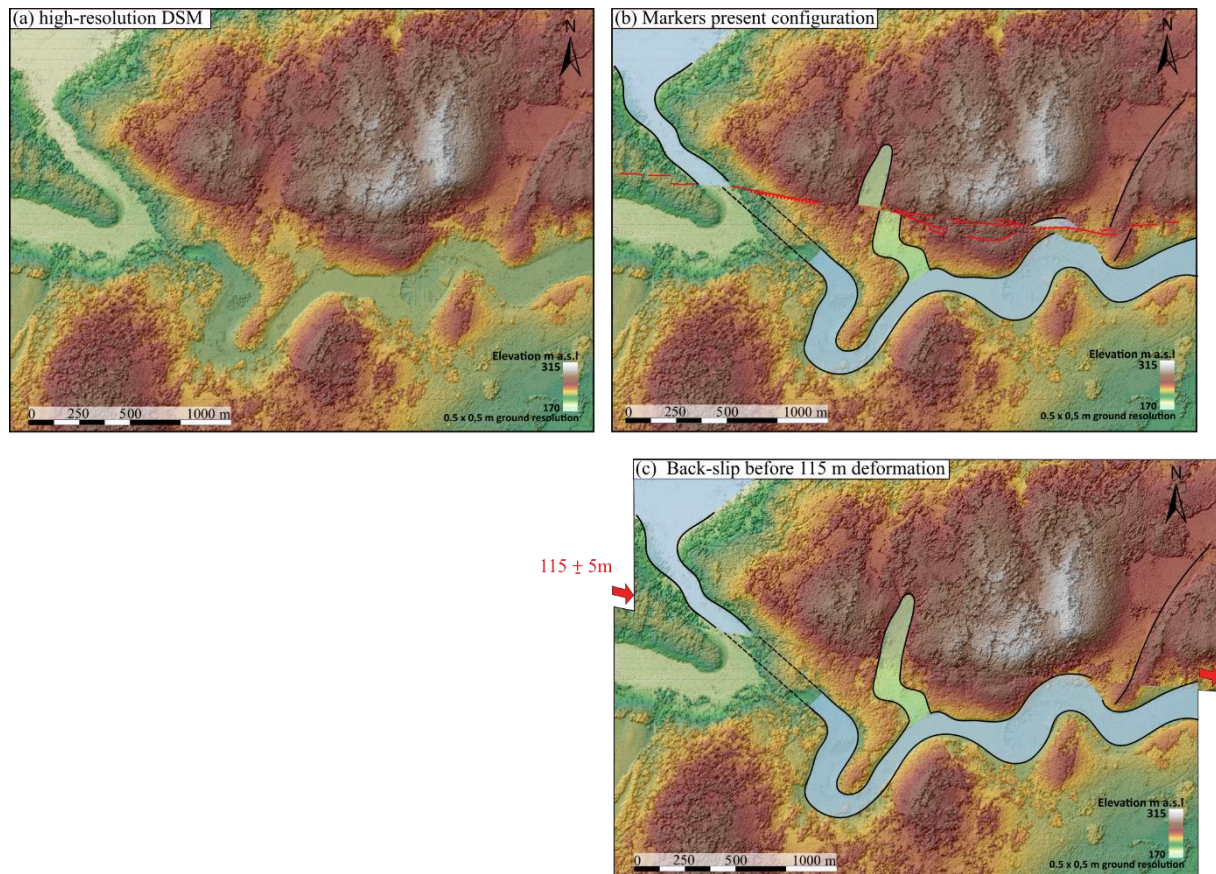 (a) high-resolution DSM
N
Elevation m a.s.l
315
170
0.5 x 0,5 m ground resolution
0 250 500 1000 m
(b) Markers present configuration
N
Elevation m a.s.l
315
170
0.5 x 0,5 m ground resolution
0 250 500 1000 m
(c) Back-slip before 115 m deformation
N
115 ± 5m
Elevation m a.s.l
315
170
0.5 x 0,5 m ground resolution
0 250 500 1000 m